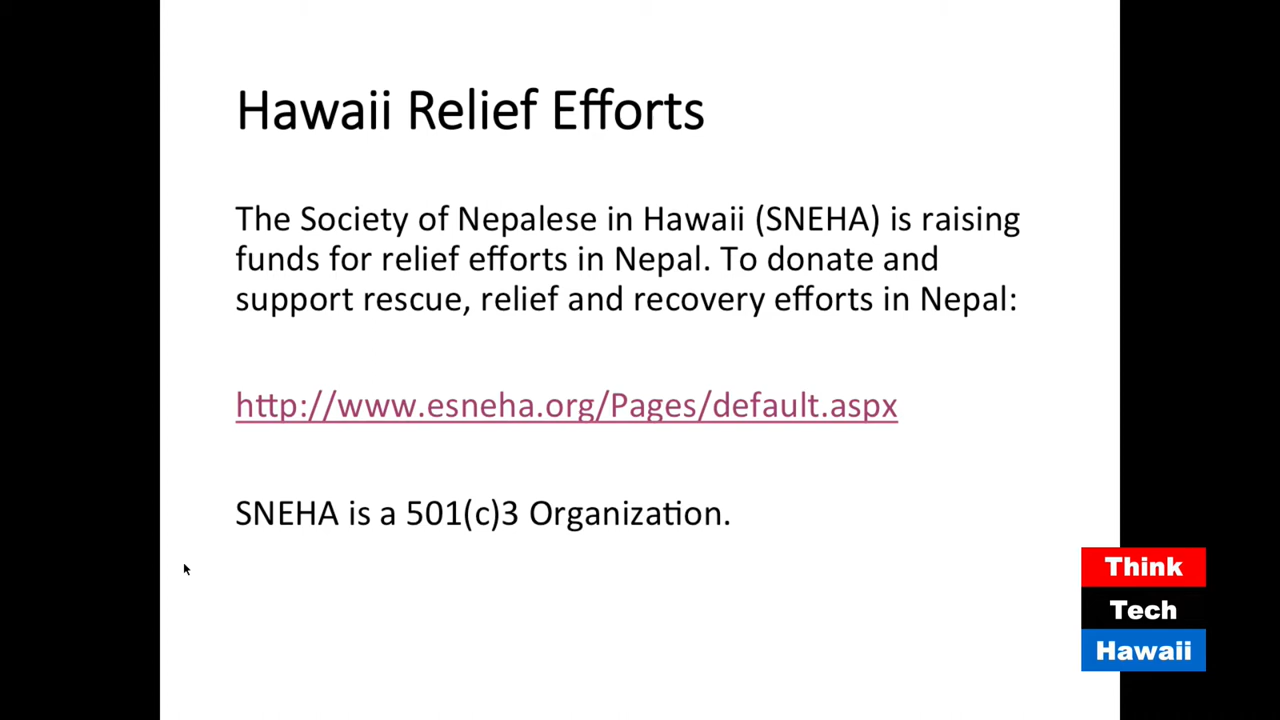 Hawaii Relief Efforts
The Society of Nepalese in Hawaii (SNEHA) is raising
funds for relief efforts in Nepal. To donate and
support rescue, relief and recovery efforts in Nepal:
http://www.esneha.org/Pages/default.aspx
SNEHA is a 501(c)3 Organization.
Think
Tech
Hawaii